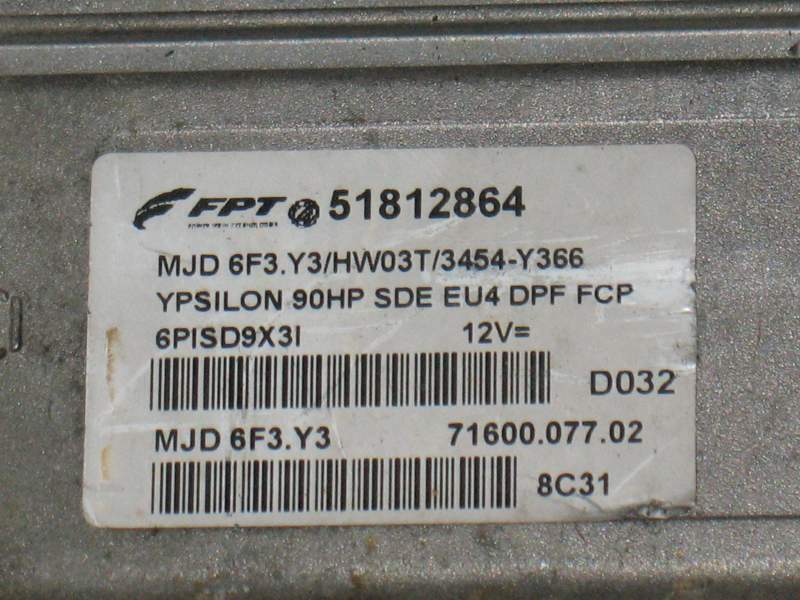 FPT 51812864
MJD 6F3.Y3/HW03T/3454-Y366
YPSILON 90HP SDE EU4 DPF FCP
6PISD9X3I 12V=
D032
MJD 6F3.Y3 71600.077.02
8C31